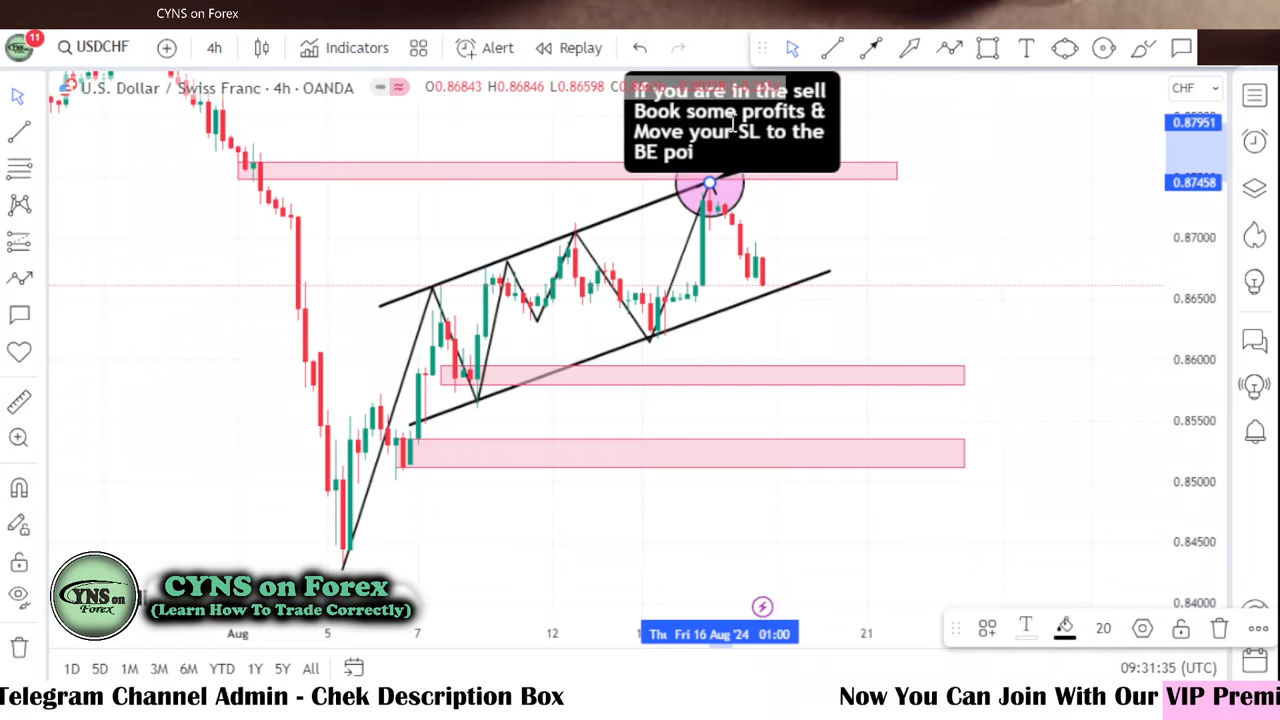 CYNS on Forex
11
USDCHF
4h
Indicators
Alert
Replay
U.S. Dollar / Swiss Franc · 4h · OANDA
O0.86843 H0.86846 L0.86598
If you are in the sell
Book some profits &
Move your SL to the
BE poi
CHF
0.87951
0.87458
0.87000
0.86500
0.86000
0.85500
0.85000
0.84500
0.84000
CYNS on Forex
CYNS on Forex
(Learn How To Trade Correctly)
Aug
5
7
12
Thu
Fri 16 Aug '24 01:00
21
20
1D 5D 1M 3M 6M YTD 1Y 5Y All
09:31:35 (UTC)
Telegram Channel Admin - Chek Description Box
Now You Can Join With Our VIP Premi